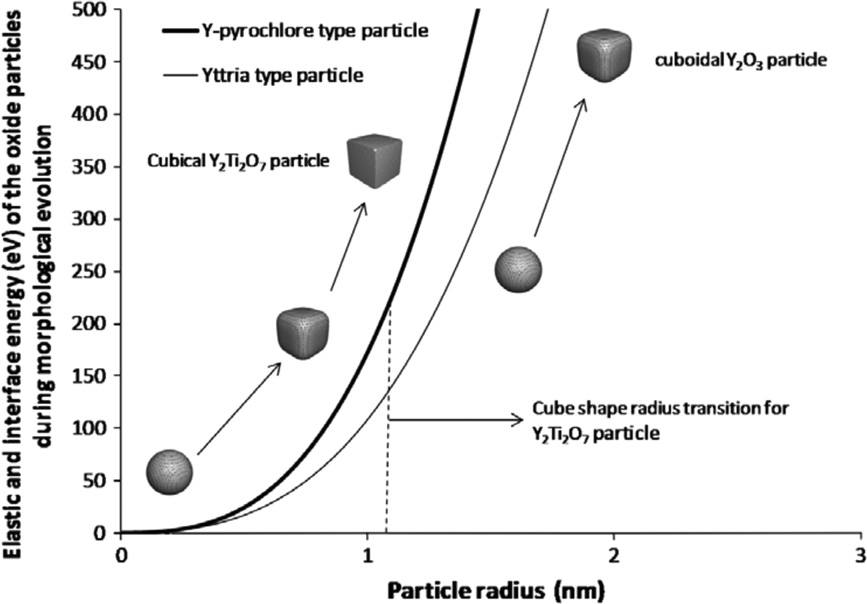 Elastic and interface energy (eV) of the oxide particles
during morphological evolution
500
450
400
350
300
250
200
150
100
50
0
Y-pyrochlore type particle
Yttria type particle
cuboidal Y₂O₃ particle
Cubical Y₂Ti₂O₇ particle
Cube shape radius transition for
Y₂Ti₂O₇ particle
0
1
2
3
Particle radius (nm)